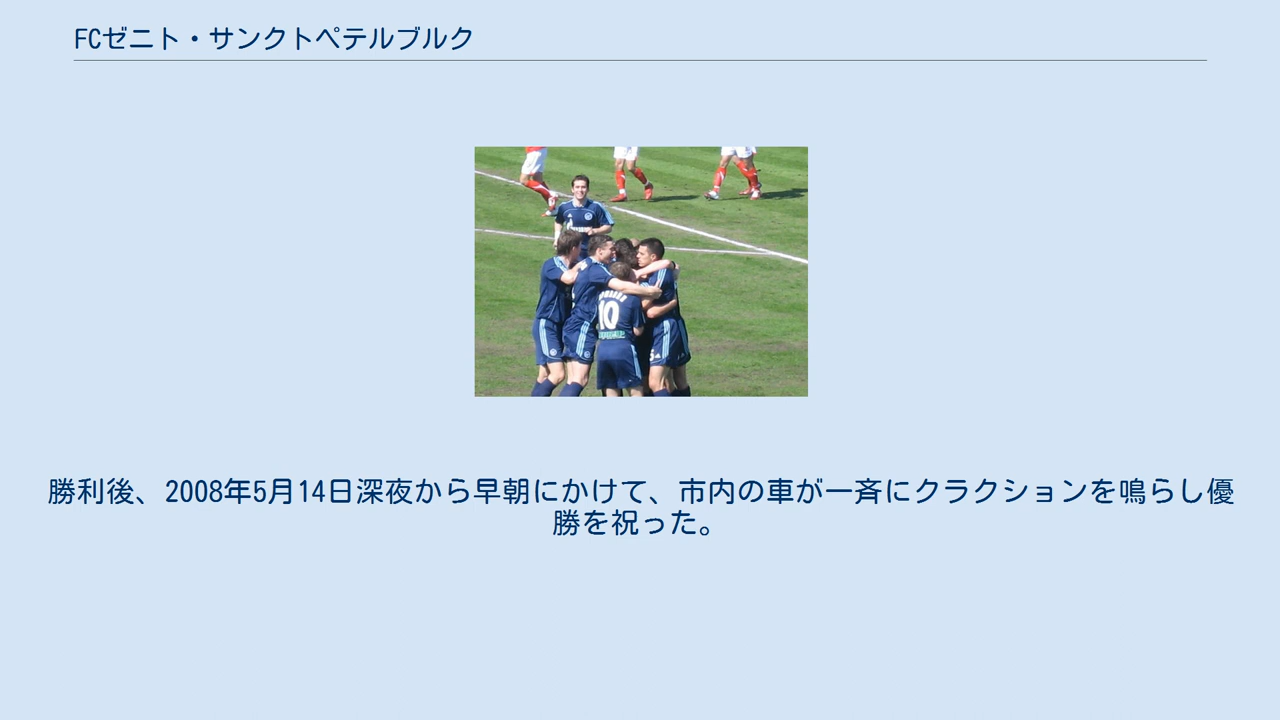 FCゼニト・サンクトペテルブルク
10
勝利後、2008年5月14日深夜から早朝にかけて、市内の車が一斉にクラクションを鳴らし優
勝を祝った。